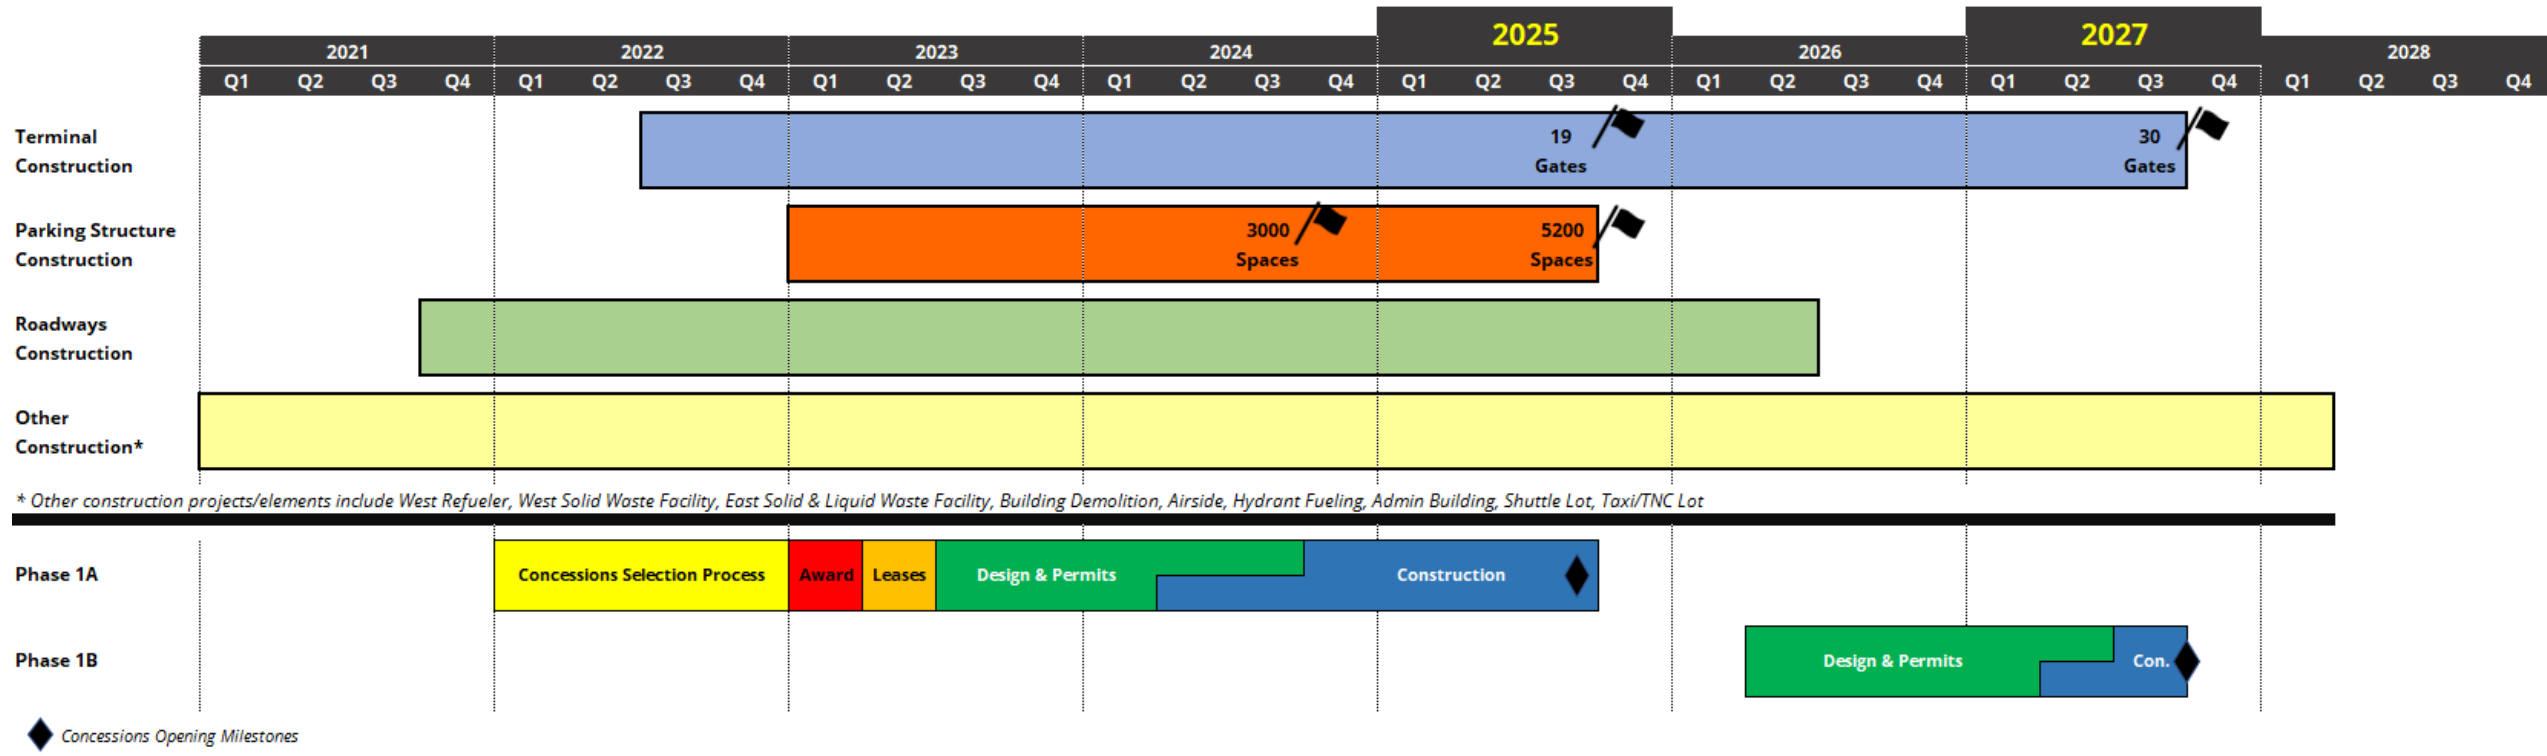 2025
2027
2021
2022
2023
2024
2026
2028
Q1 Q2 Q3 Q4 Q1 Q2 Q3 Q4 Q1 Q2 Q3 Q4 Q1 Q2 Q3 Q4 Q1 Q2 Q3 Q4 Q1 Q2 Q3 Q4 Q1 Q2 Q3 Q4 Q1 Q2 Q3 Q4
Terminal
Construction
19
Gates
30
Gates
Parking Structure
Construction
3000
Spaces
5200
Spaces
Roadways
Construction
Other
Construction*
* Other construction projects/elements include West Refueler, West Solid Waste Facility, East Solid & Liquid Waste Facility, Building Demolition, Airside, Hydrant Fueling, Admin Building, Shuttle Lot, Taxi/TNC Lot
Phase 1A
Concessions Selection Process
Award
Leases
Design & Permits
Construction
Phase 1B
Design & Permits
Con.
Concessions Opening Milestones